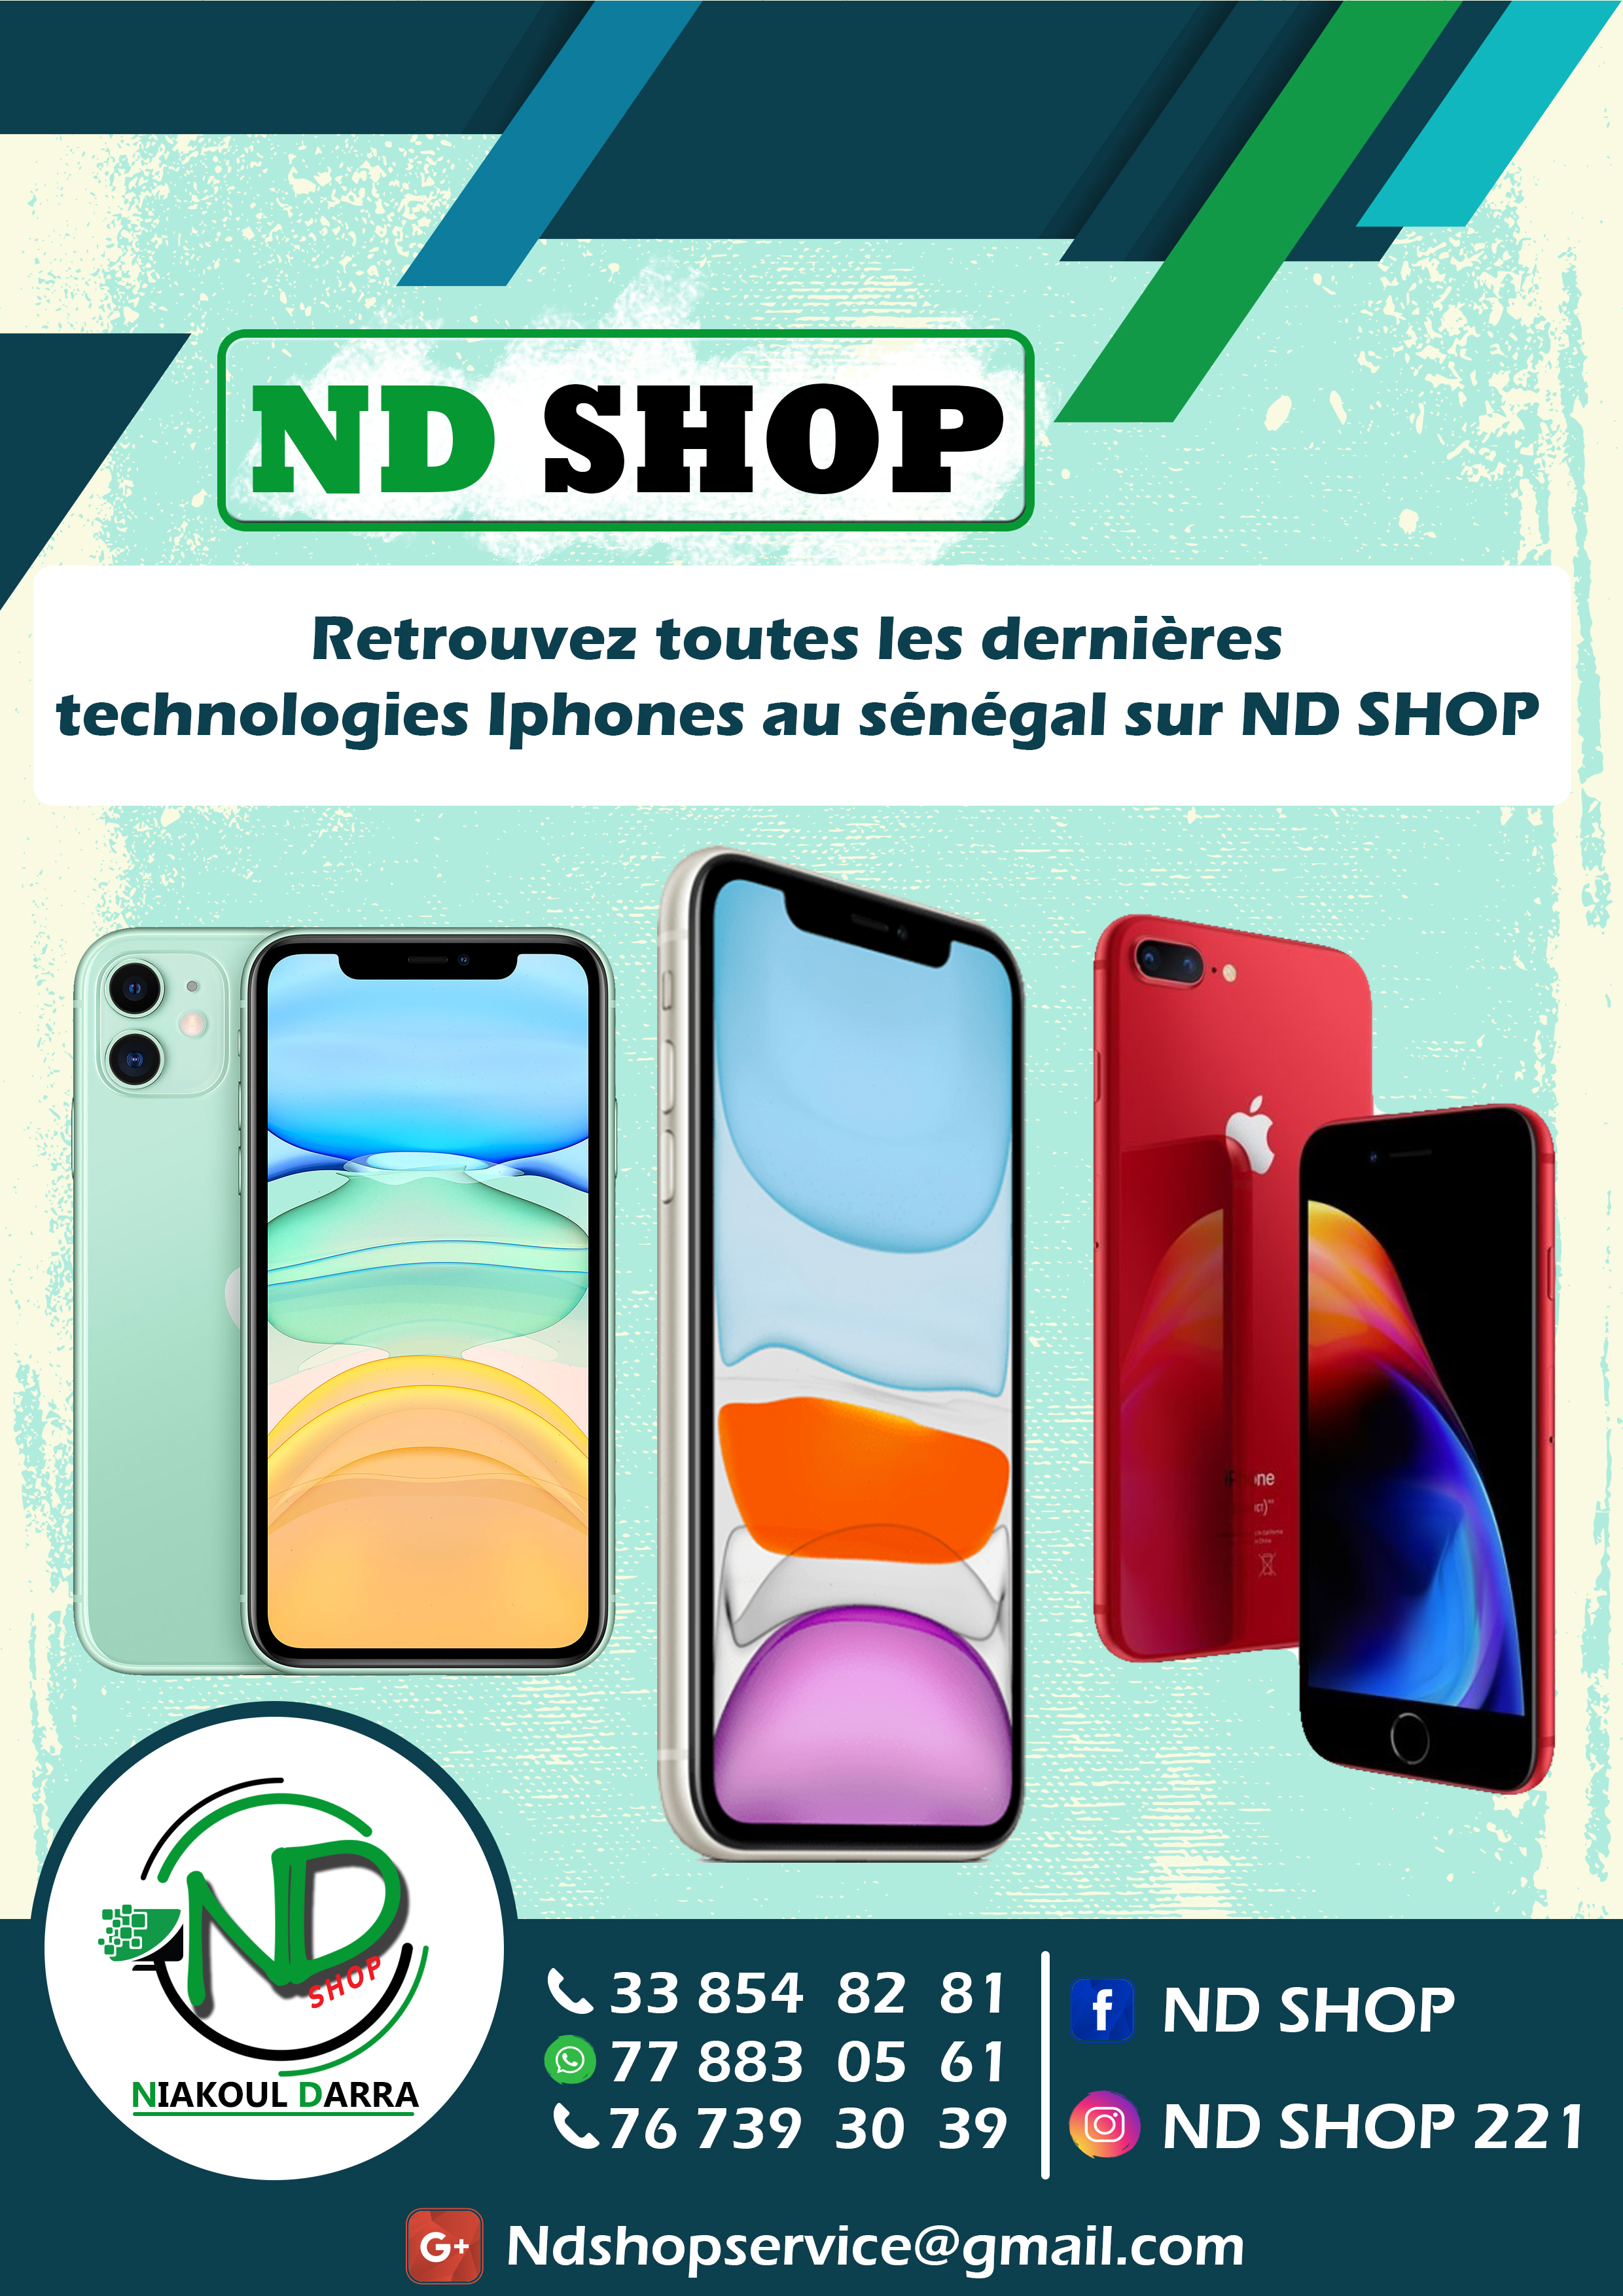 ND SHOP
Retrouvez toutes les dernières
technologies Iphones au sénégal sur ND SHOP
ND
SHOP
NIAKOUL DARRA
33 854 82 81
77 883 05 61
76 739 30 39
ND SHOP
ND SHOP 221
G+ Ndshopservice@gmail.com